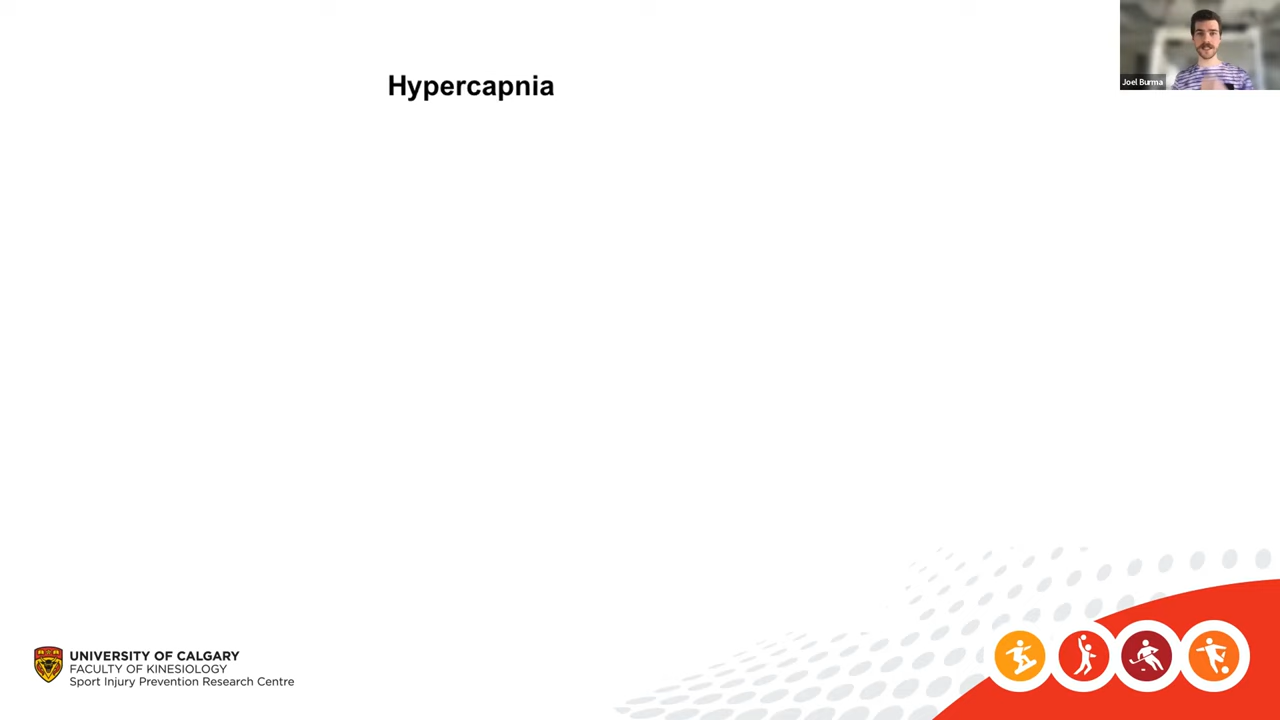 Hypercapnia
Joel Burma
UNIVERSITY OF CALGARY
FACULTY OF KINESIOLOGY
Sport Injury Prevention Research Centre